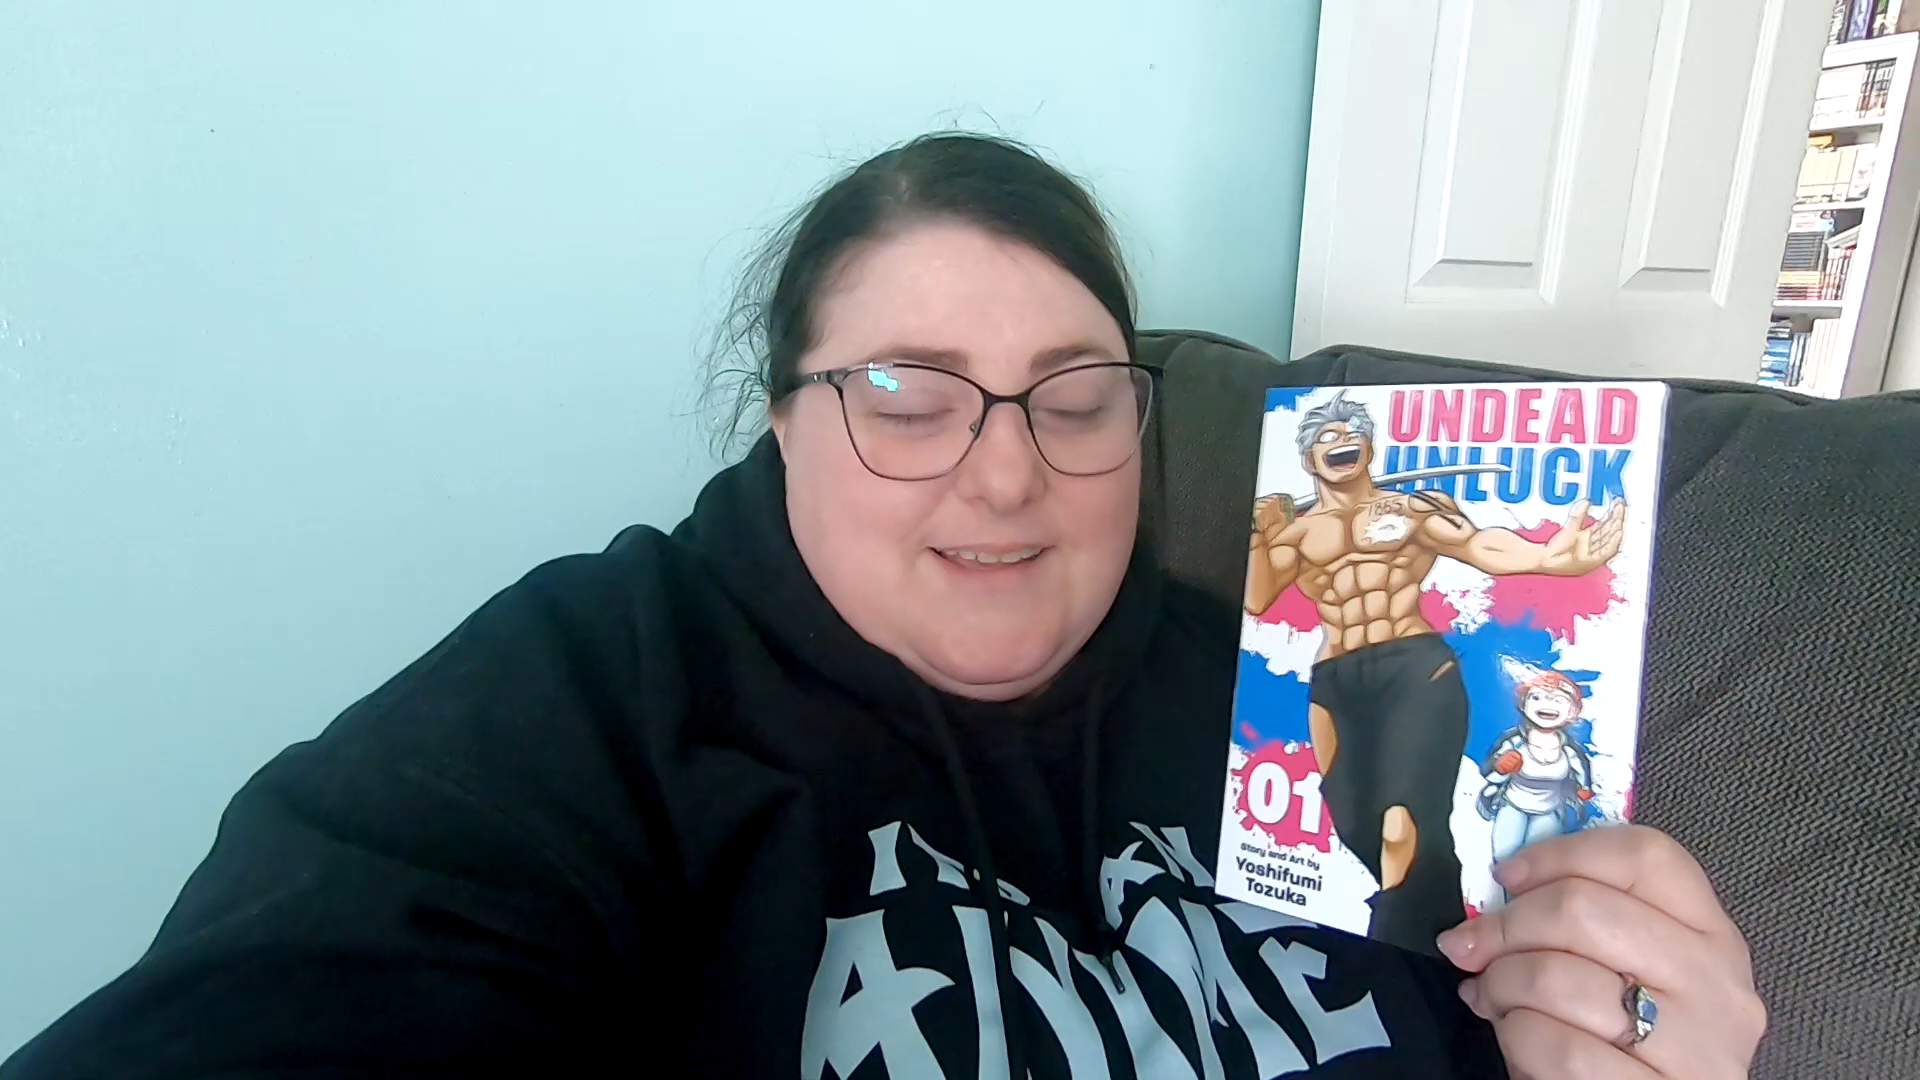 UNDEAD
UNLUCK
1865
01
Story and Art by
Yoshifumi
Tozuka
ANIME